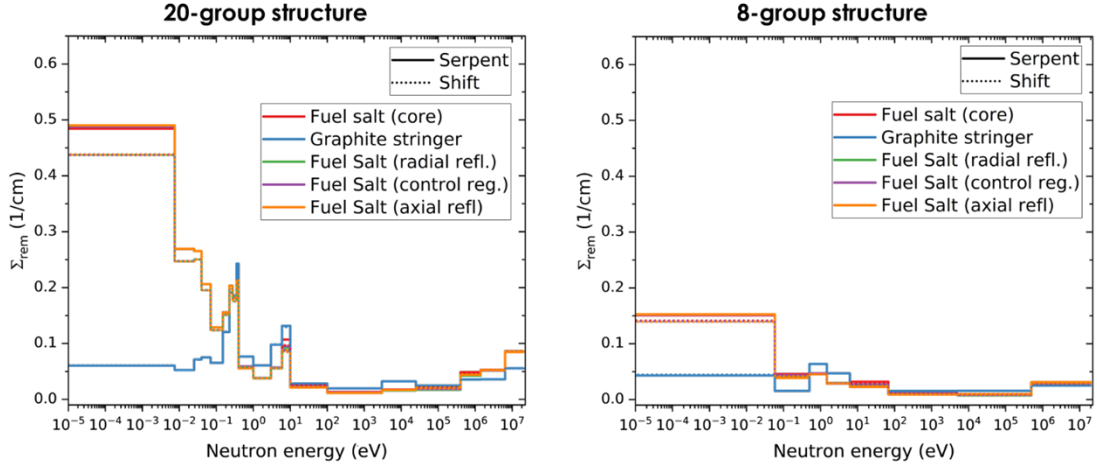 20-group structure
8-group structure
0.6
0.5
0.4
0.3
0.2
0.1
0.0
Σrem (1/cm)
Serpent
Shift
Fuel salt (core)
Graphite stringer
Fuel Salt (radial refl.)
Fuel Salt (control reg.)
Fuel Salt (axial refl)
10⁻⁵ 10⁻⁴ 10⁻³ 10⁻² 10⁻¹ 10⁰ 10¹ 10² 10³ 10⁴ 10⁵ 10⁶ 10⁷
Neutron energy (eV)
0.6
0.5
0.4
0.3
0.2
0.1
0.0
Σrem (1/cm)
Serpent
Shift
Fuel salt (core)
Graphite stringer
Fuel Salt (radial refl.)
Fuel Salt (control reg.)
Fuel Salt (axial refl)
10⁻⁵ 10⁻⁴ 10⁻³ 10⁻² 10⁻¹ 10⁰ 10¹ 10² 10³ 10⁴ 10⁵ 10⁶ 10⁷
Neutron energy (eV)